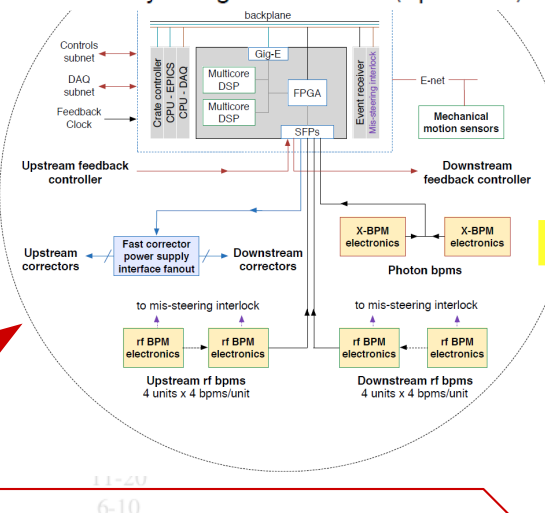 backplane
Controls
subnet
DAQ
subnet
Feedback
Clock
Crate controller
CPU - EPICS
CPU - DAQ
Gig-E
Multicore
DSP
Multicore
DSP
FPGA
SFPs
Event receiver
Mis-steering interlock
E-net
Mechanical
motion sensors
Upstream feedback
controller
Downstream
feedback controller
X-BPM
electronics
X-BPM
electronics
Photon bpms
Upstream
correctors
Fast corrector
power supply
interface fanout
Downstream
correctors
to mis-steering interlock
to mis-steering interlock
rf BPM
electronics
rf BPM
electronics
rf BPM
electronics
rf BPM
electronics
Upstream rf bpms
4 units x 4 bpms/unit
Downstream rf bpms
4 units x 4 bpms/unit
11-20
6-10